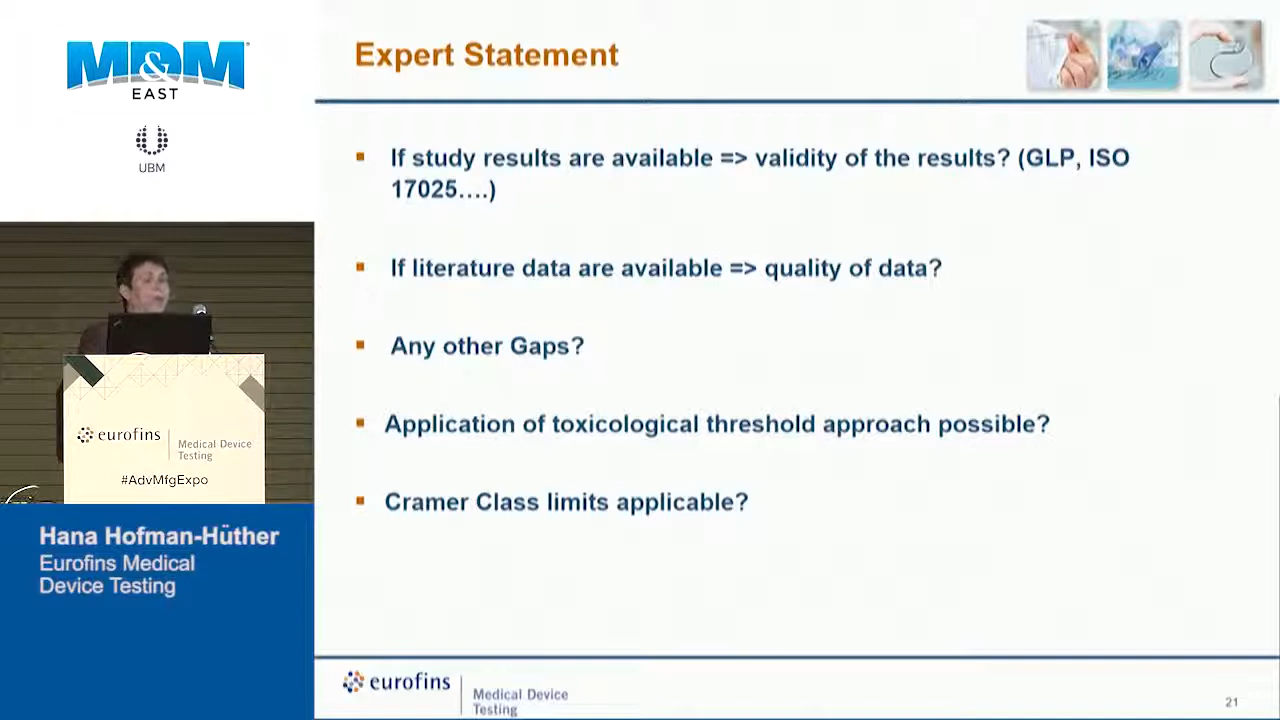 MD&M
EAST
UBM
Expert Statement
If study results are available => validity of the results? (GLP, ISO
17025....)
If literature data are available => quality of data?
Any other Gaps?
Application of toxicological threshold approach possible?
Cramer Class limits applicable?
eurofins
Medical Device
Testing
#AdvMfgExpo
Hana Hofman-Hüther
Eurofins Medical
Device Testing
eurofins
Medical Device
Testing
21